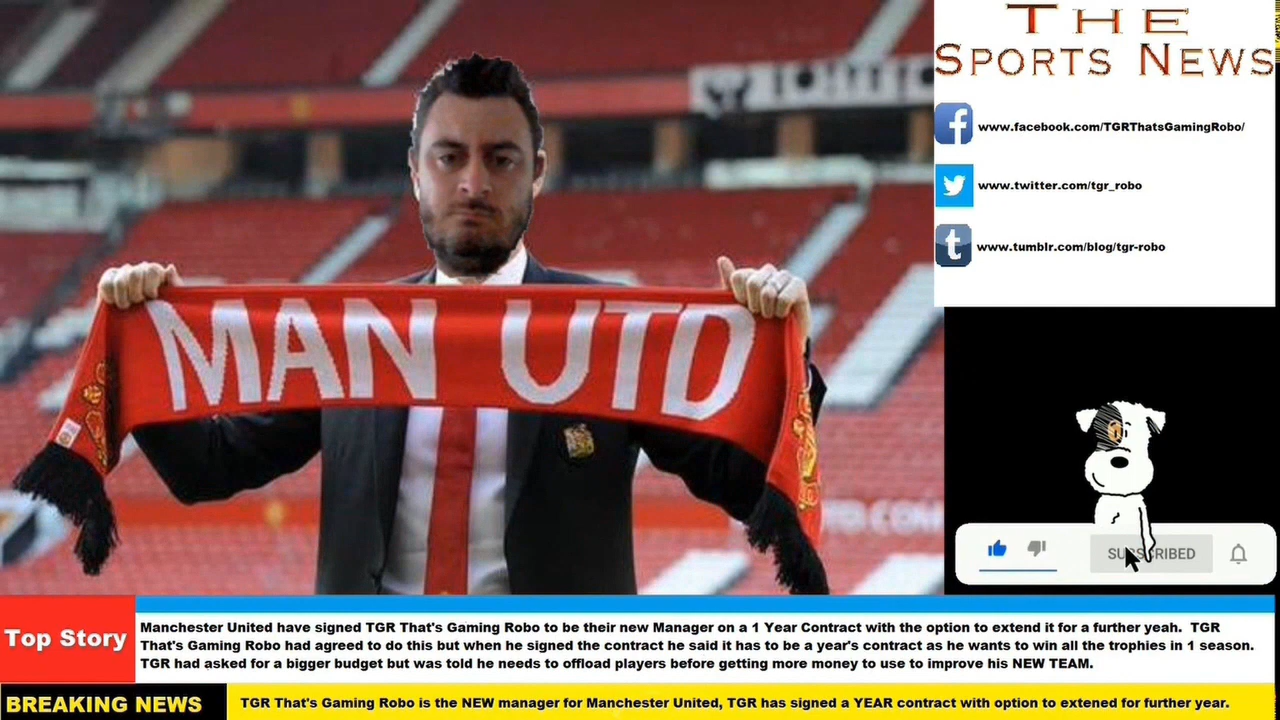 THE
SPORTS NEWS
www.facebook.com/TGRThatsGamingRobo/
www.twitter.com/tgr_robo
www.tumblr.com/blog/tgr-robo
MAN UTD
SUBSCRIBED
Top Story
Manchester United have signed TGR That's Gaming Robo to be their new Manager on a 1 Year Contract with the option to extend it for a further yeah. TGR
That's Gaming Robo had agreed to do this but when he signed the contract he said it has to be a year's contract as he wants to win all the trophies in 1 season.
TGR had asked for a bigger budget but was told he needs to offload players before getting more money to use to improve his NEW TEAM.
BREAKING NEWS
TGR That's Gaming Robo is the NEW manager for Manchester United, TGR has signed a YEAR contract with option to extened for further year.